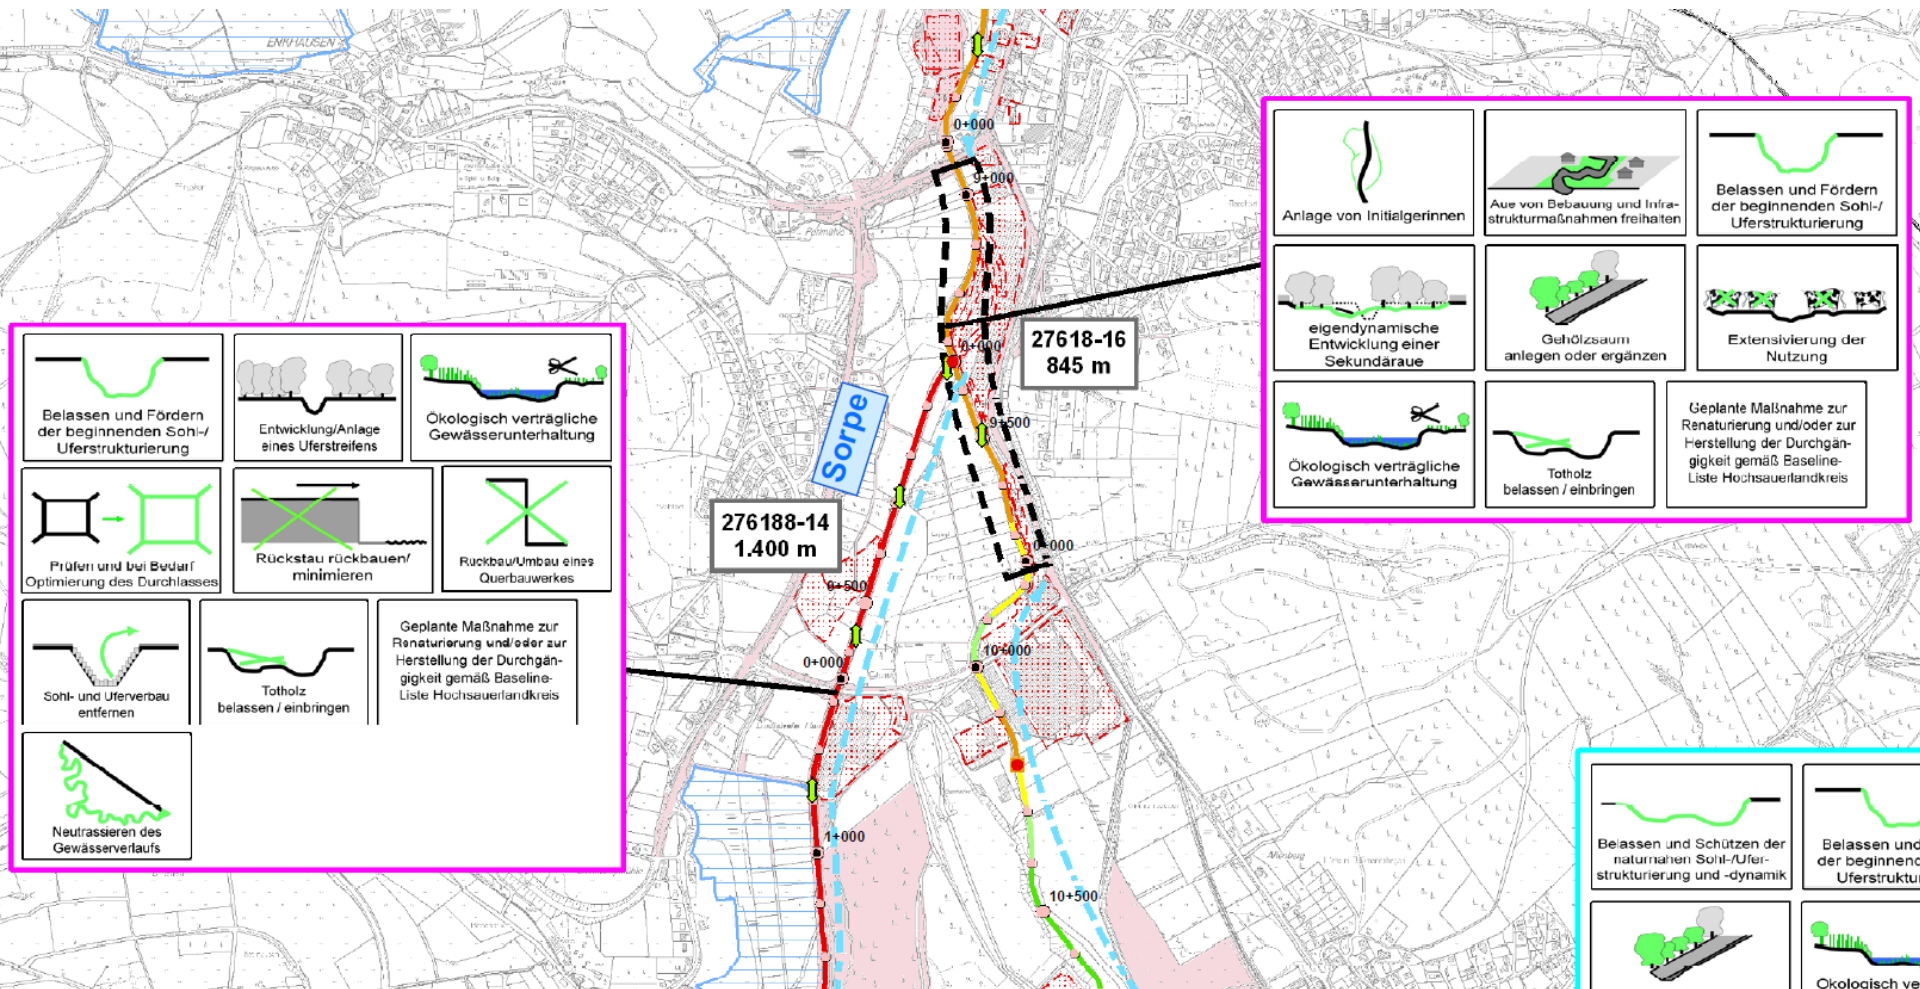 ENKHAUSEN
0+000
9+000
0+000
9+500
0+000
10+000
10+500
0+500
0+000
1+000
Sorpe
27618-16
845 m
276188-14
1.400 m
Belassen und Fördern
der beginnenden Sohl-/
Uferstrukturierung
Entwicklung/Anlage
eines Uferstreifens
Ökologisch verträgliche
Gewässerunterhaltung
Prüfen und bei Bedarf
Optimierung des Durchlasses
Rückstau rückbauen/
minimieren
Rückbau/Umbau eines
Querbauwerkes
Sohl- und Uferverbau
entfernen
Totholz
belassen / einbringen
Geplante Maßnahme zur
Renaturierung und/oder zur
Herstellung der Durchgän-
gigkeit gemäß Baseline-
Liste Hochsauerlandkreis
Neutrassieren des
Gewässerverlaufs
Anlage von Initialgerinnen
Aue von Bebauung und Infra-
strukturmaßnahmen freihalten
Belassen und Fördern
der beginnenden Sohl-/
Uferstrukturierung
eigendynamische
Entwicklung einer
Sekundäraue
Gehölzsaum
anlegen oder ergänzen
Extensivierung der
Nutzung
Ökologisch verträgliche
Gewässerunterhaltung
Totholz
belassen / einbringen
Geplante Maßnahme zur
Renaturierung und/oder zur
Herstellung der Durchgän-
gigkeit gemäß Baseline-
Liste Hochsauerlandkreis
Belassen und Schützen der
naturnahen Sohl-/Ufer-
strukturierung und -dynamik
Belassen und
der beginnend
Uferstruktu
Ökologisch ve